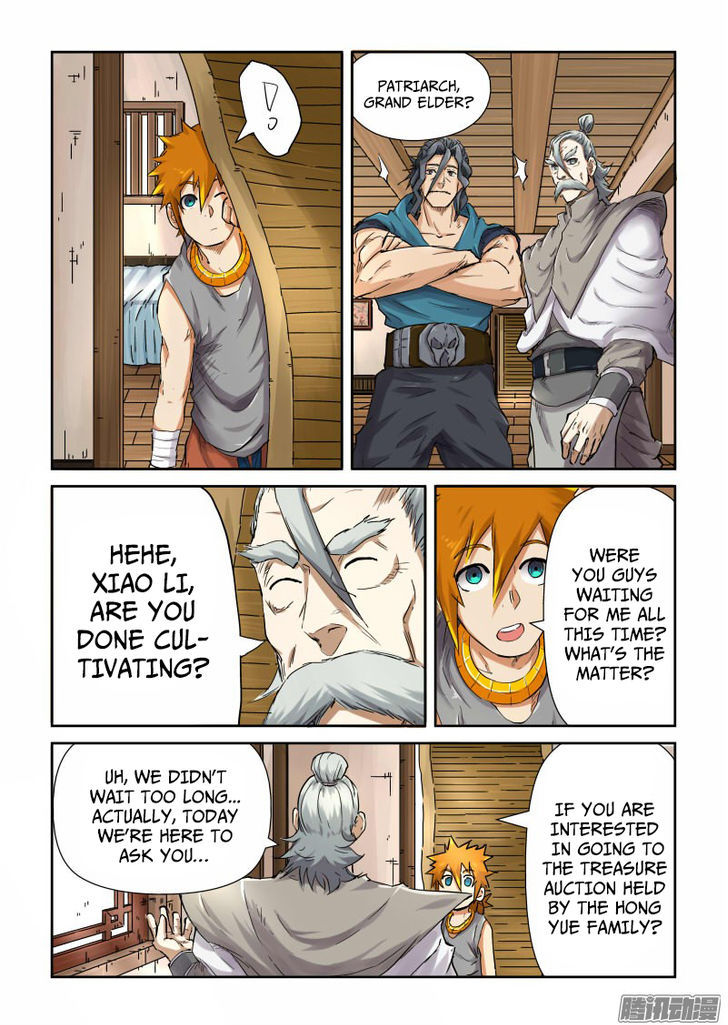 !
PATRIARCH,
GRAND ELDER?
HEHE,
XIAO LI,
ARE YOU
DONE CUL-
TIVATING?
WERE
YOU GUYS
WAITING
FOR ME ALL
THIS TIME?
WHAT'S THE
MATTER?
UH, WE DIDN'T
WAIT TOO LONG...
ACTUALLY, TODAY
WE'RE HERE TO
ASK YOU...
IF YOU ARE
INTERESTED
IN GOING TO
THE TREASURE
AUCTION HELD
BY THE HONG
YUE FAMILY?
腾讯动漫